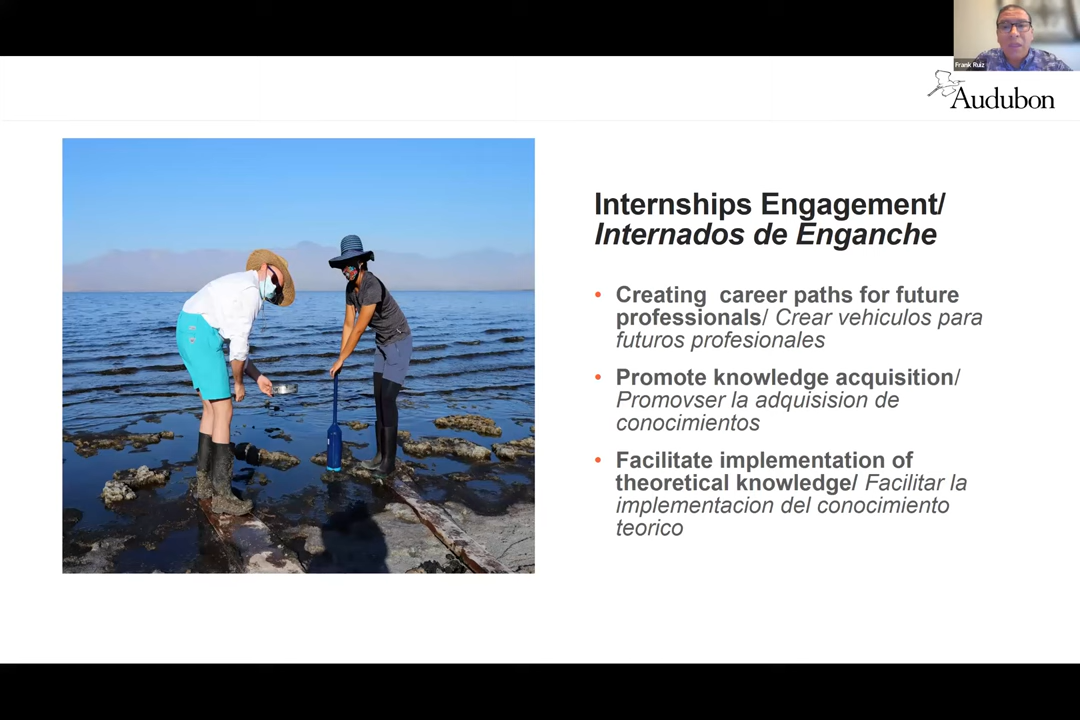 Frank Ruiz
Audubon
Internships Engagement/
Internados de Enganche
• Creating  career paths for future
professionals/ Crear vehiculos para
futuros profesionales
• Promote knowledge acquisition/
Promovser la adquisision de
conocimientos
• Facilitate implementation of
theoretical knowledge/ Facilitar la
implementacion del conocimiento
teorico